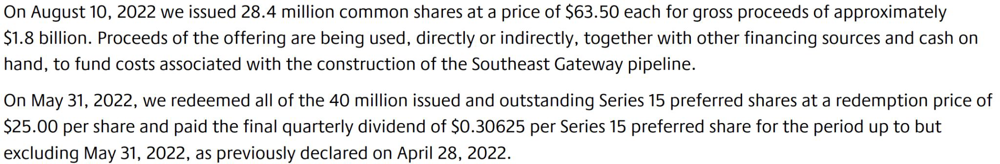 On August 10, 2022 we issued 28.4 million common shares at a price of $63.50 each for gross proceeds of approximately
$1.8 billion. Proceeds of the offering are being used, directly or indirectly, together with other financing sources and cash on
hand, to fund costs associated with the construction of the Southeast Gateway pipeline.
On May 31, 2022, we redeemed all of the 40 million issued and outstanding Series 15 preferred shares at a redemption price of
$25.00 per share and paid the final quarterly dividend of $0.30625 per Series 15 preferred share for the period up to but
excluding May 31, 2022, as previously declared on April 28, 2022.